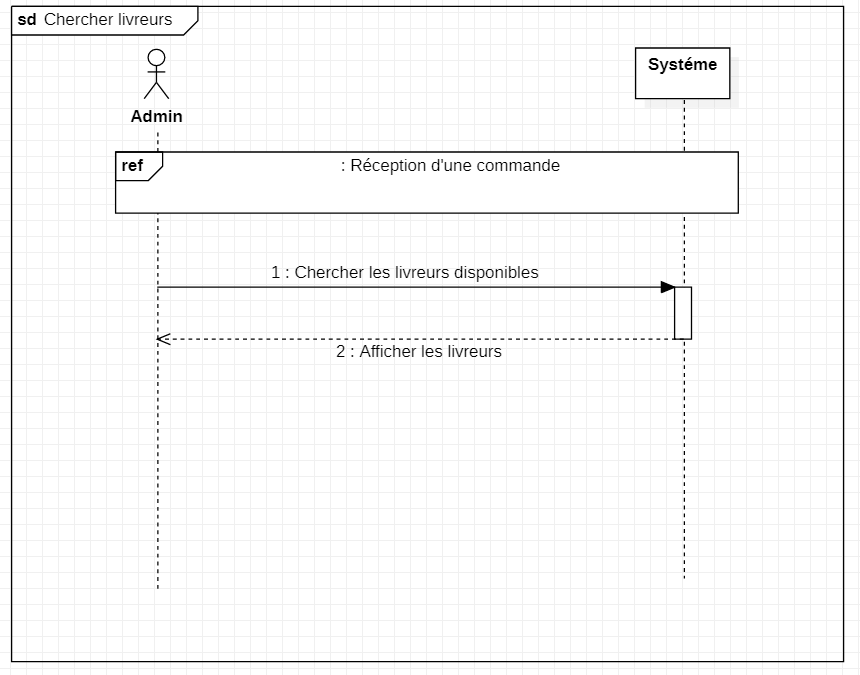 sd Chercher livreurs
Admin
Systéme
ref
: Réception d'une commande
1 : Chercher les livreurs disponibles
2 : Afficher les livreurs